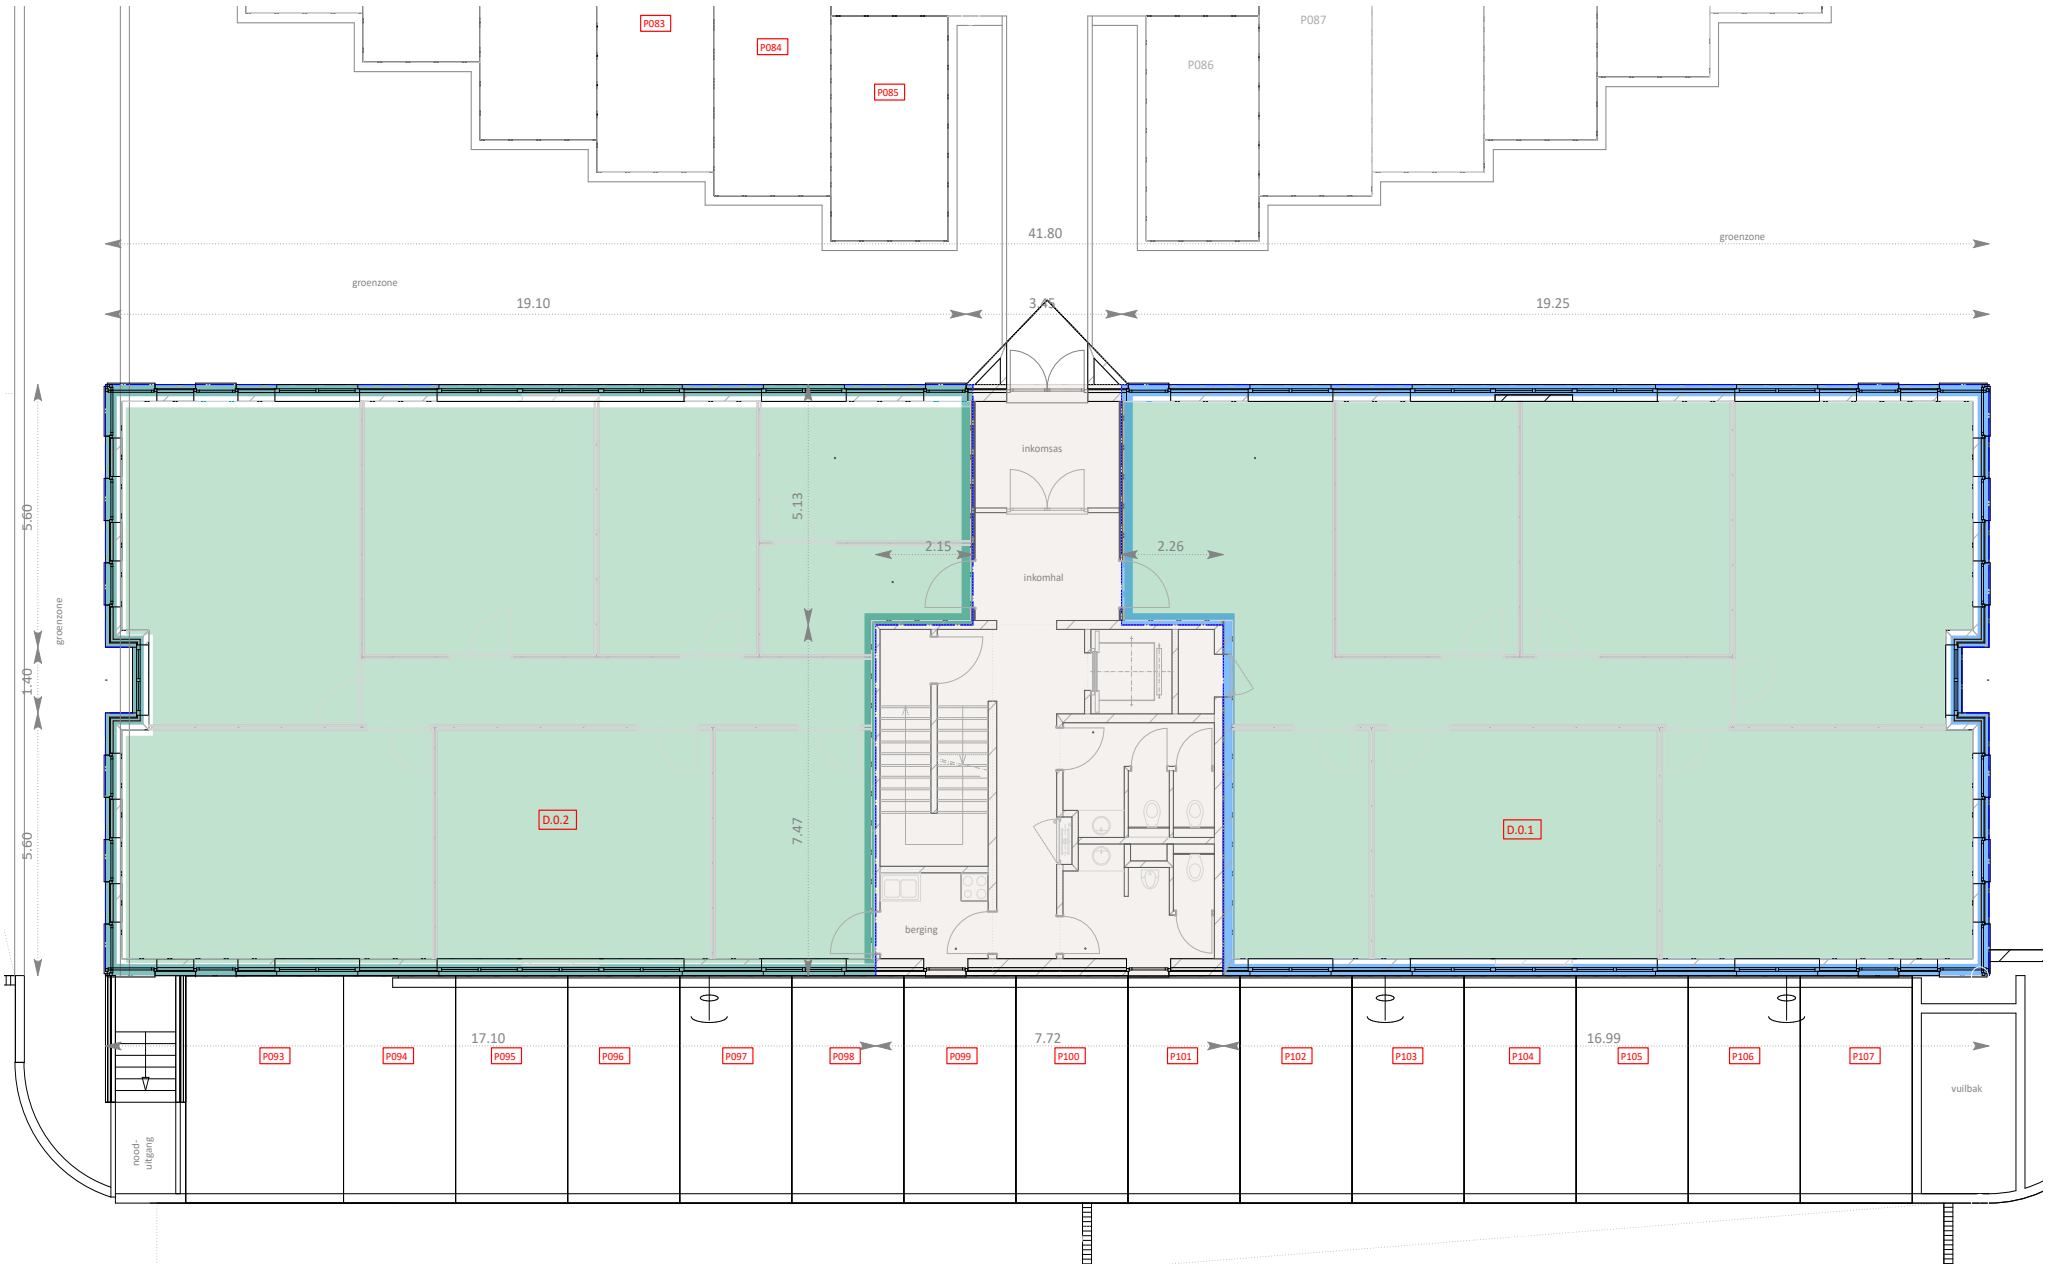 P083
P084
P085
P086
P087
41.80
groenzone
groenzone
19.10
3.45
19.25
inkomsas
5.13
5.60
2.15
2.26
inkomhal
groenzone
1.40
D.0.2
7.47
5.60
D.0.1
berging
17.10
7.72
16.99
P093
P094
P095
P096
P097
P098
P099
P100
P101
P102
P103
P104
P105
P106
P107
vuilbak
nood-
uitgang